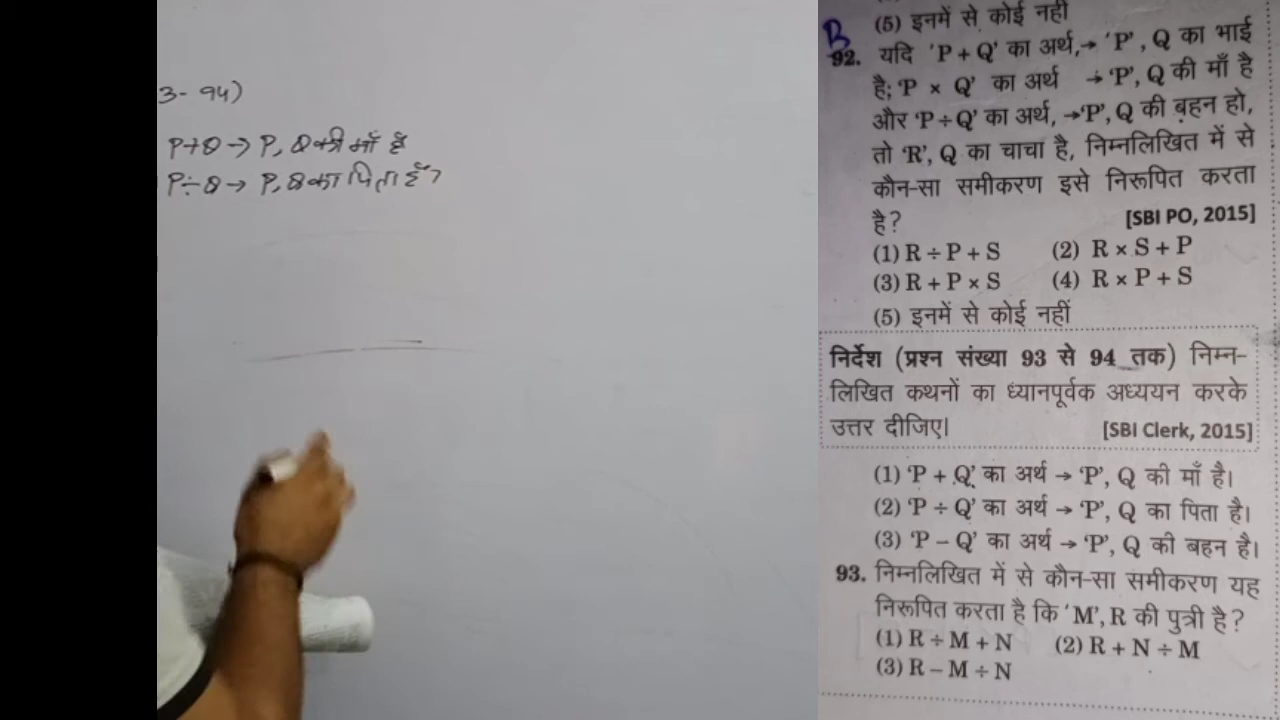 3- 94)
P+Q → P, Q की माँ है
P÷Q → P, Q का पिता है,
(5) इनमें से कोई नहीं
B
92. यदि 'P + Q' का अर्थ,→ 'P', Q का भाई
है; 'P × Q' का अर्थ → 'P', Q की माँ है
और 'P ÷ Q' का अर्थ, → 'P', Q की बहन हो,
तो 'R', Q का चाचा है, निम्नलिखित में से
कौन-सा समीकरण इसे निरूपित करता
है? [SBI PO, 2015]
(1) R ÷ P + S (2) R × S + P
(3) R + P × S (4) R × P + S
(5) इनमें से कोई नहीं
निर्देश (प्रश्न संख्या 93 से 94 तक) निम्न-
लिखित कथनों का ध्यानपूर्वक अध्ययन करके
उत्तर दीजिए। [SBI Clerk, 2015]
(1) 'P + Q' का अर्थ → 'P', Q की माँ है।
(2) 'P ÷ Q' का अर्थ → 'P', Q का पिता है।
(3) 'P – Q' का अर्थ → 'P', Q की बहन है।
93. निम्नलिखित में से कौन-सा समीकरण यह
निरूपित करता है कि 'M', R की पुत्री है?
(1) R ÷ M + N (2) R + N ÷ M
(3) R – M ÷ N